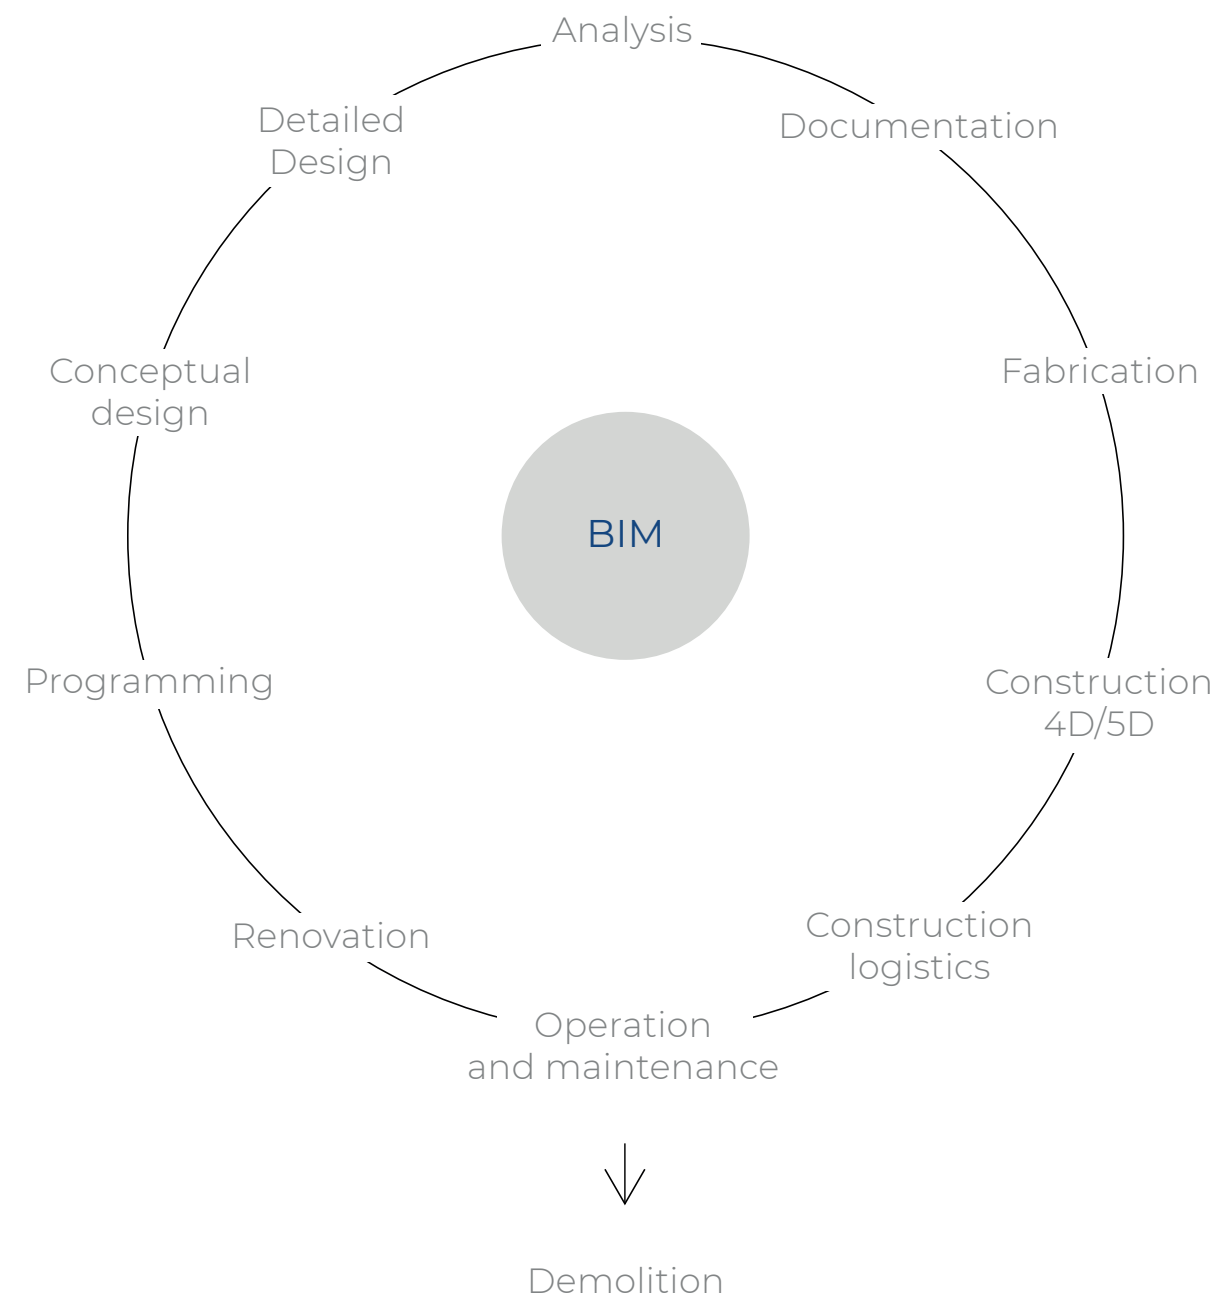 Analysis
Detailed
Design
Documentation
Conceptual
design
Fabrication
BIM
Programming
Construction
4D/5D
Renovation
Construction
logistics
Operation
and maintenance
Demolition